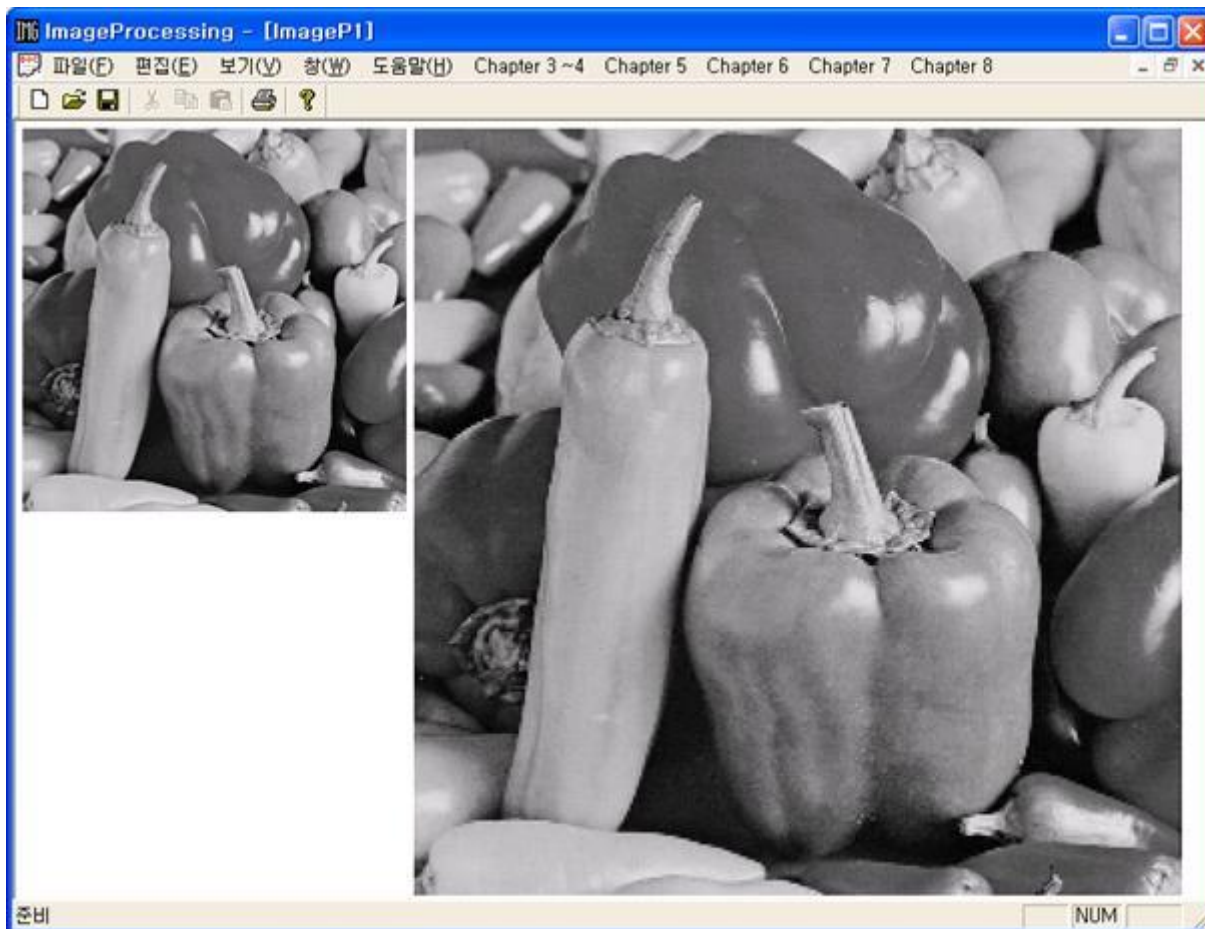 IMG ImageProcessing - [ImageP1]
파일(F) 편집(E) 보기(V) 창(W) 도움말(H) Chapter 3 ~4 Chapter 5 Chapter 6 Chapter 7 Chapter 8
준비 NUM